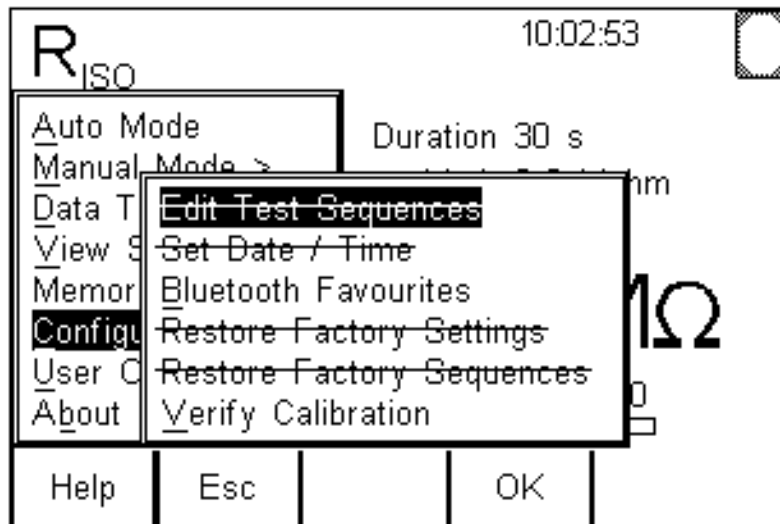 RISO
10:02:53
Auto Mode
Duration 30 s
Manual Mode >
Data T
Edit Test Sequences
View S
Set Date / Time
Memor
Bluetooth Favourites
MΩ
Configu
Restore Factory Settings
User C
Restore Factory Sequences
About
Verify Calibration
Help
Esc
OK